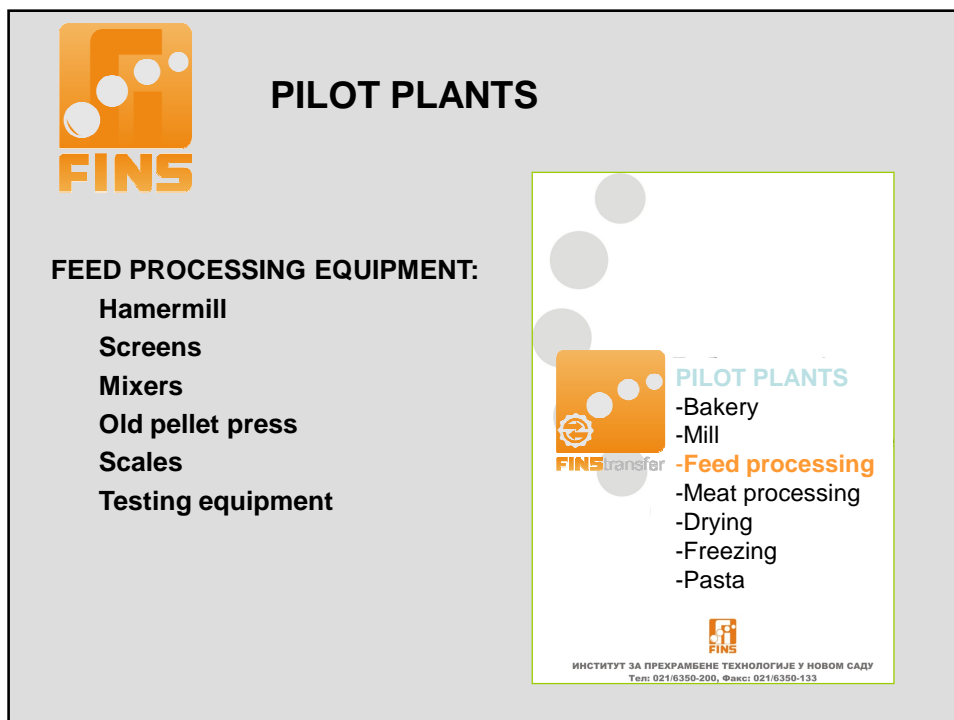 FINS
PILOT PLANTS
FEED PROCESSING EQUIPMENT:
Hamermill
Screens
Mixers
Old pellet press
Scales
Testing equipment
FINStransfer
PILOT PLANTS
-Bakery
-Mill
-Feed processing
-Meat processing
-Drying
-Freezing
-Pasta
FINS
ИНСТИТУТ ЗА ПРЕХРАМБЕНЕ ТЕХНОЛОГИЈЕ У НОВОМ САДУ
Тел: 021/6350-200, Факс: 021/6350-133